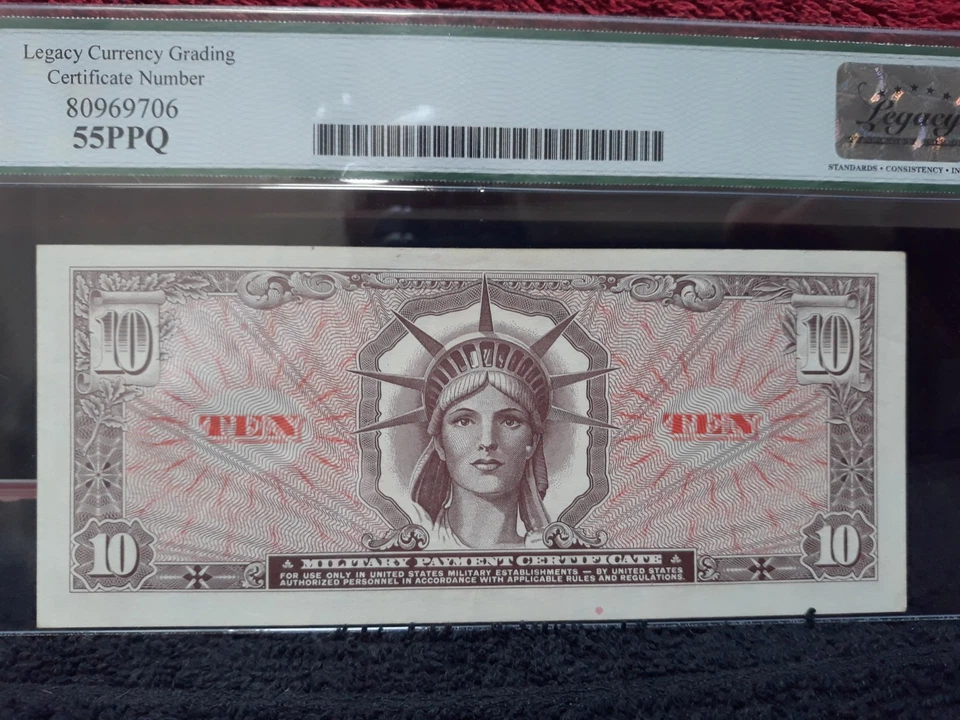 Legacy Currency Grading
Certificate Number
80969706
55PPQ
Legacy
STANDARDS • CONSISTENCY •
10 10
TEN TEN
10 10
MILITARY PAYMENT CERTIFICATE
FOR USE ONLY IN UNITED STATES MILITARY ESTABLISHMENTS — BY UNITED STATES
AUTHORIZED PERSONNEL IN ACCORDANCE WITH APPLICABLE RULES AND REGULATIONS.